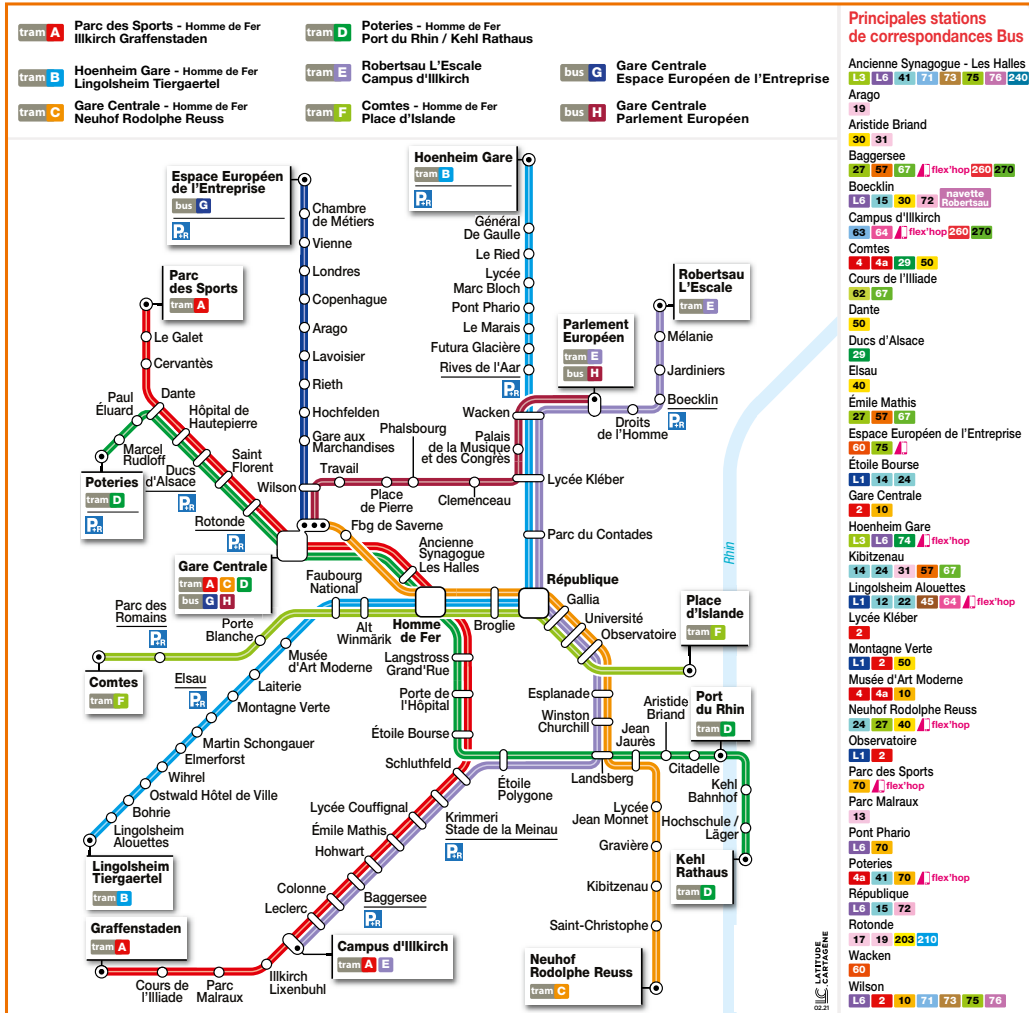 tram A Parc des Sports - Homme de Fer
Illkirch Graffenstaden
tram B Hoenheim Gare - Homme de Fer
Lingolsheim Tiergaertel
tram C Gare Centrale - Homme de Fer
Neuhof Rodolphe Reuss
tram D Poteries - Homme de Fer
Port du Rhin / Kehl Rathaus
tram E Robertsau L'Escale
Campus d'Illkirch
tram F Comtes - Homme de Fer
Place d'Islande
bus G Gare Centrale
Espace Européen de l'Entreprise
bus H Gare Centrale
Parlement Européen
Espace Européen
de l'Entreprise
bus G
P+R
Chambre
de Métiers
Vienne
Londres
Copenhague
Arago
Lavoisier
Rieth
Hochfelden
Gare aux
Marchandises
Wilson
Hoenheim Gare
tram B
P+R
Général
De Gaulle
Le Ried
Lycée
Marc Bloch
Pont Phario
Le Marais
Futura Glacière
Rives de l'Aar
P+R
Wacken
Lycée Kléber
Parc du Contades
République
Robertsau
L'Escale
tram E
Mélanie
Jardiniers
Boecklin
P+R
Droits
de l'Homme
Parlement
Européen
tram E
bus H
Palais
de la Musique
et des Congrès
Clemenceau
Phalsbourg
Place
de Pierre
Travail
Parc
des Sports
tram A
Le Galet
Cervantès
Dante
Paul
Éluard
Marcel
Rudloff
Poteries
tram D
P+R
Hôpital de
Hautepierre
Ducs
d'Alsace
P+R
Saint
Florent
Rotonde
P+R
Gare Centrale
tram A C D
bus G H
Fbg de Saverne
Ancienne
Synagogue
Les Halles
Homme
de Fer
Faubourg
National
Alt
Winmärik
Broglie
Gallia
Université
Observatoire
Place
d'Islande
tram F
Parc des
Romains
P+R
Porte
Blanche
Comtes
tram F
Musée
d'Art Moderne
Laiterie
Montagne Verte
Elsau
P+R
Martin Schongauer
Elmerforst
Wihrel
Ostwald Hôtel de Ville
Bohrie
Lingolsheim
Alouettes
Lingolsheim
Tiergaertel
tram B
Langstross
Grand'Rue
Porte de
l'Hôpital
Étoile Bourse
Schluthfeld
Étoile
Polygone
Krimmeri
Stade de la Meinau
P+R
Lycée Couffignal
Émile Mathis
Hohwart
Baggersee
P+R
Colonne
Leclerc
Campus d'Illkirch
tram A E
Illkirch
Lixenbuhl
Parc
Malraux
Cours de
l'Illiade
Graffenstaden
tram A
Esplanade
Winston
Churchill
Landsberg
Jean
Jaurès
Aristide
Briand
Citadelle
Port
du Rhin
tram D
Kehl
Bahnhof
Hochschule /
Läger
Kehl
Rathaus
tram D
Lycée
Jean Monnet
Gravière
Kibitzenau
Saint-Christophe
Neuhof
Rodolphe Reuss
tram C
Rhin
LATITUDE
CARTAGÈNE
02.21
Principales stations
de correspondances Bus
Ancienne Synagogue - Les Halles
L3 L6 41 71 73 75 76 240
Arago
19
Aristide Briand
30 31
Baggersee
27 57 67 flex'hop 260 270
Boecklin
L6 15 30 72 navette Robertsau
Campus d'Illkirch
63 64 flex'hop 260 270
Comtes
4 4a 29 50
Cours de l'Illiade
62 67
Dante
50
Ducs d'Alsace
29
Elsau
40
Émile Mathis
27 57 67
Espace Européen de l'Entreprise
60 75
Étoile Bourse
L1 14 24
Gare Centrale
2 10
Hoenheim Gare
L3 L6 74 flex'hop
Kibitzenau
14 24 31 57 67
Lingolsheim Alouettes
L1 12 22 45 64 flex'hop
Lycée Kléber
2
Montagne Verte
L1 2 50
Musée d'Art Moderne
4 4a 10
Neuhof Rodolphe Reuss
24 27 40 flex'hop
Observatoire
L1 2
Parc des Sports
70 flex'hop
Parc Malraux
13
Pont Phario
L6 70
Poteries
4a 41 70 flex'hop
République
L6 15 72
Rotonde
17 19 203 210
Wacken
60
Wilson
L6 2 10 71 73 75 76